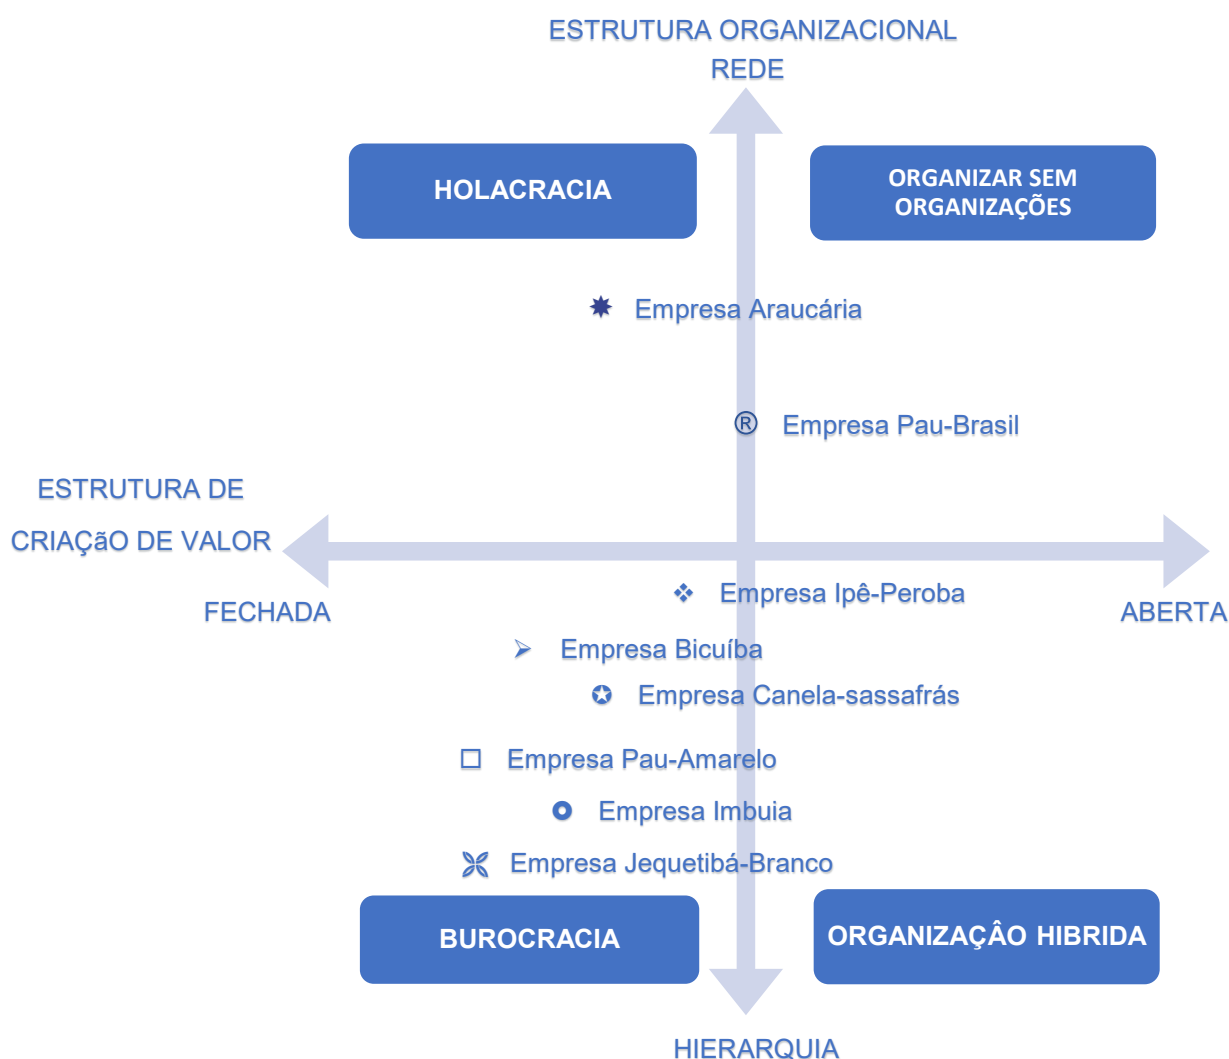 ESTRUTURA ORGANIZACIONAL
REDE
HOLACRACIA
ORGANIZAR SEM
ORGANIZAÇÕES
Empresa Araucária
® Empresa Pau-Brasil
ESTRUTURA DE
CRIAÇãO DE VALOR
FECHADA
ABERTA
Empresa Ipê-Peroba
Empresa Bicuíba
Empresa Canela-sassafrás
Empresa Pau-Amarelo
Empresa Imbuia
Empresa Jequetibá-Branco
BUROCRACIA
ORGANIZAÇÂO HIBRIDA
HIERARQUIA